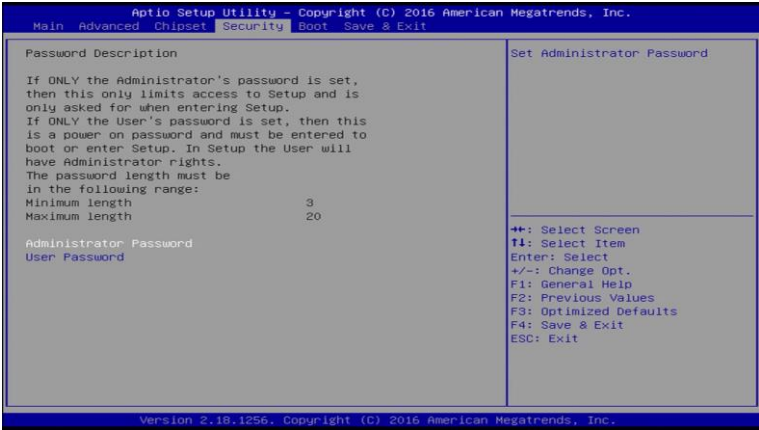 Aptio Setup Utility – Copyright (C) 2016 American Megatrends, Inc.
Main Advanced Chipset Security Boot Save & Exit
Password Description
If ONLY the Administrator's password is set,
then this only limits access to Setup and is
only asked for when entering Setup.
If ONLY the User's password is set, then this
is a power on password and must be entered to
boot or enter Setup. In Setup the User will
have Administrator rights.
The password length must be
in the following range:
Minimum length 3
Maximum length 20
Administrator Password
User Password
Set Administrator Password
→←: Select Screen
↑↓: Select Item
Enter: Select
+/-: Change Opt.
F1: General Help
F2: Previous Values
F3: Optimized Defaults
F4: Save & Exit
ESC: Exit
Version 2.18.1256. Copyright (C) 2016 American Megatrends, Inc.